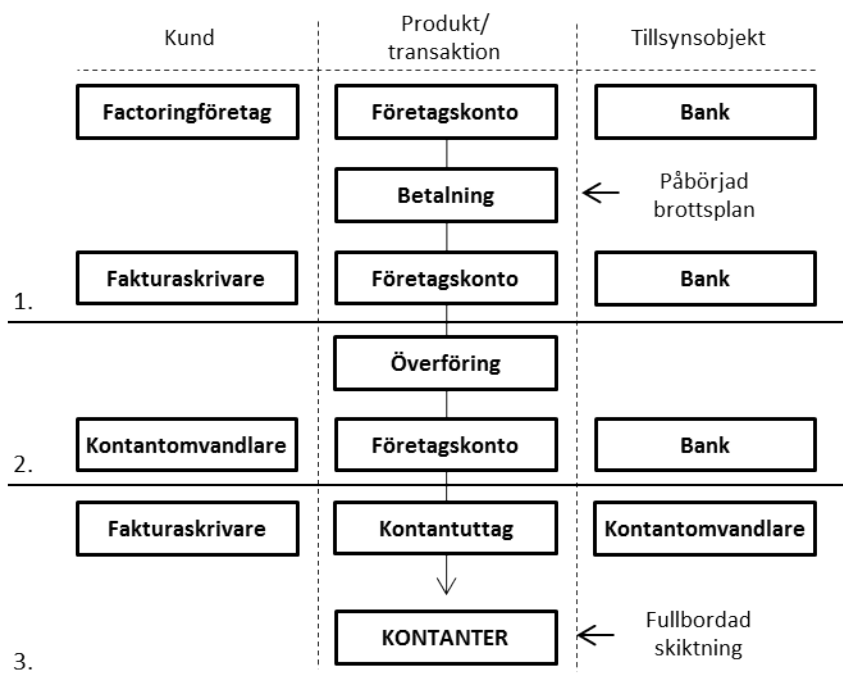 Kund
Produkt/
transaktion
Tillsynsobjekt
Factoringföretag
Företagskonto
Bank
Betalning
Påbörjad
brottsplan
Fakturaskrivare
Företagskonto
Bank
1.
Överföring
Kontantomvandlare
Företagskonto
Bank
2.
Fakturaskrivare
Kontantuttag
Kontantomvandlare
KONTANTER
Fullbordad
skiktning
3.